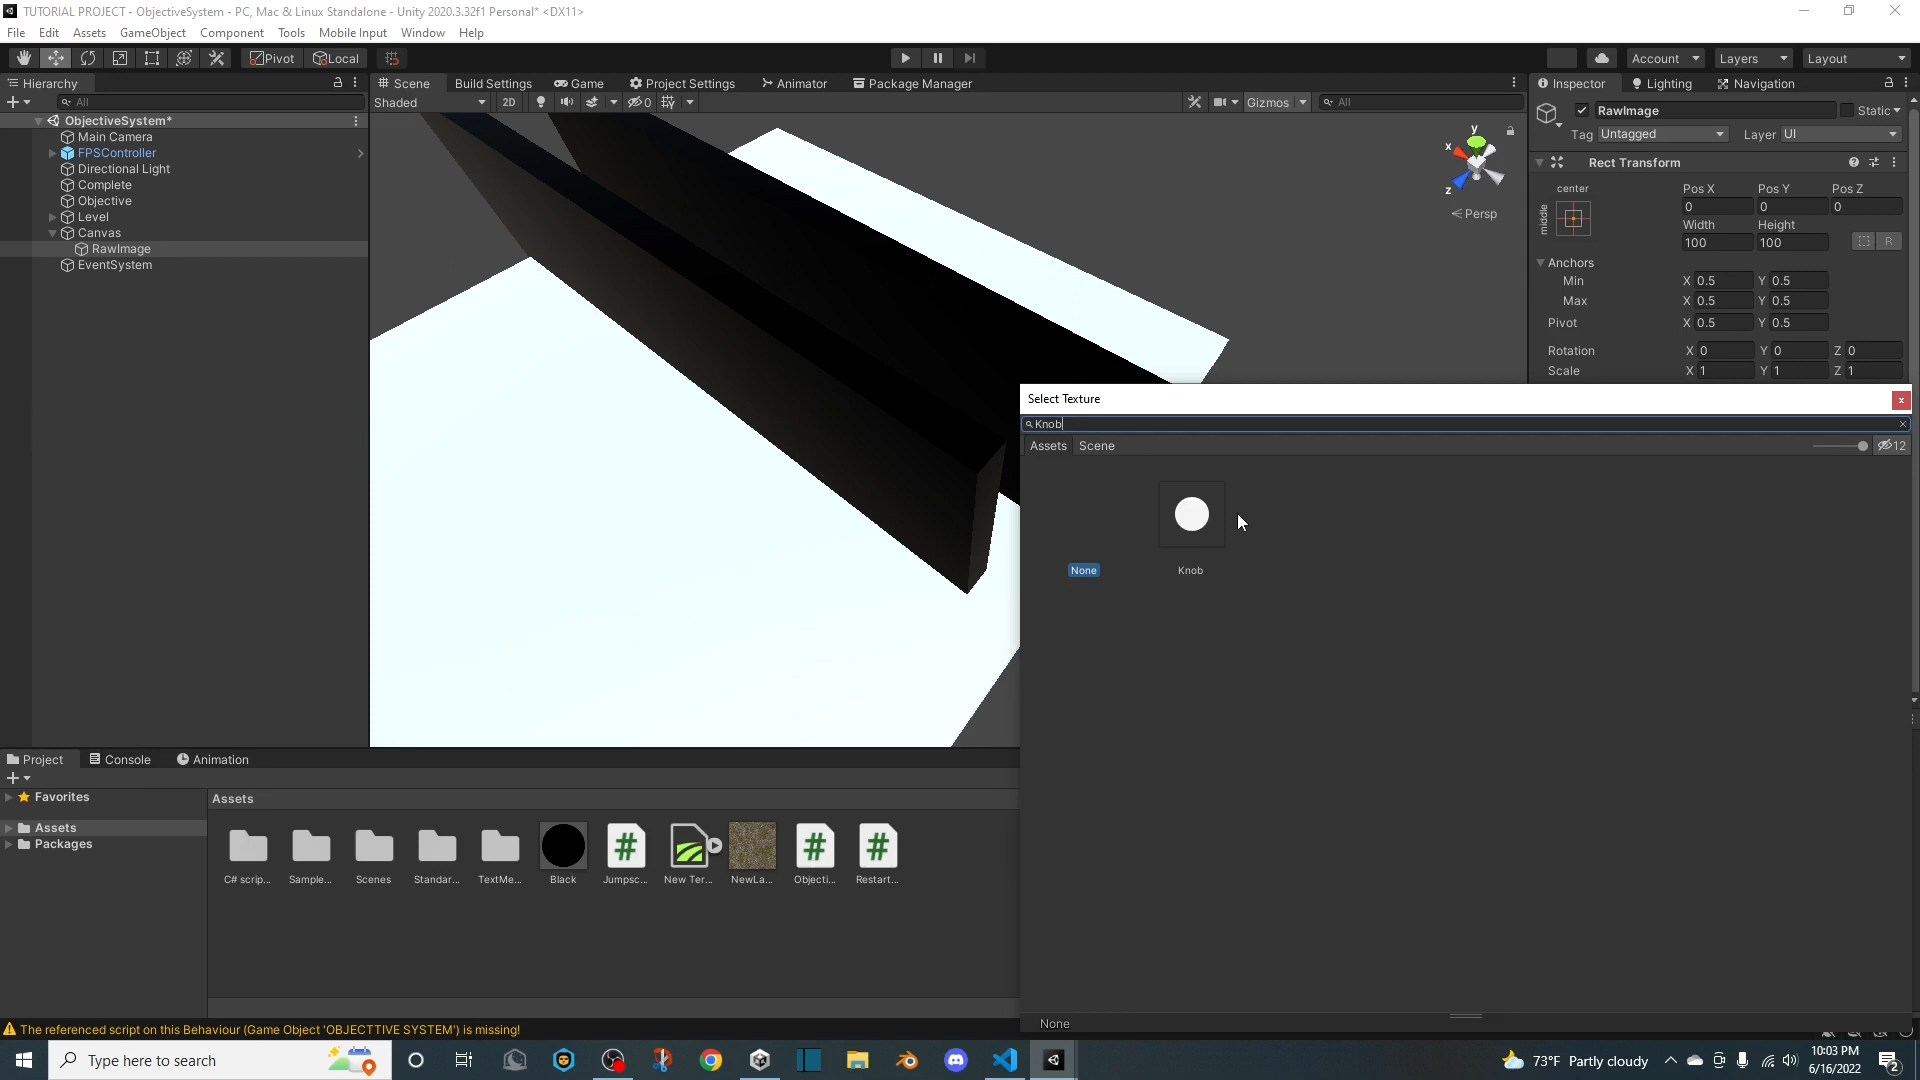 TUTORIAL PROJECT - ObjectiveSystem - PC, Mac & Linux Standalone - Unity 2020.3.32f1 Personal* <DX11>
File Edit Assets GameObject Component Tools Mobile Input Window Help
Pivot Local Account Layers Layout
Hierarchy
All
ObjectiveSystem*
Main Camera
FPSController
Directional Light
Complete
Objective
Level
Canvas
RawImage
EventSystem
Scene Build Settings Game Project Settings Animator Package Manager
Shaded 2D 0 Gizmos All
y
x
z
Persp
Inspector Lighting Navigation
RawImage Static
Tag Untagged Layer UI
Rect Transform
center
middle
Pos X Pos Y Pos Z
0 0 0
Width Height
100 100 R
Anchors
Min X 0.5 Y 0.5
Max X 0.5 Y 0.5
Pivot X 0.5 Y 0.5
Rotation X 0 Y 0 Z 0
Scale X 1 Y 1 Z 1
Select Texture
x
Knob
Assets Scene 12
None Knob
None
Project Console Animation
Favorites
Assets
Packages
Assets
C# scrip... Sample... Scenes Standar... TextMe... Black Jumpsc... New Ter... NewLa... Objecti... Restart...
The referenced script on this Behaviour (Game Object 'OBJECTTIVE SYSTEM') is missing!
Type here to search
73°F Partly cloudy
10:03 PM
6/16/2022
2